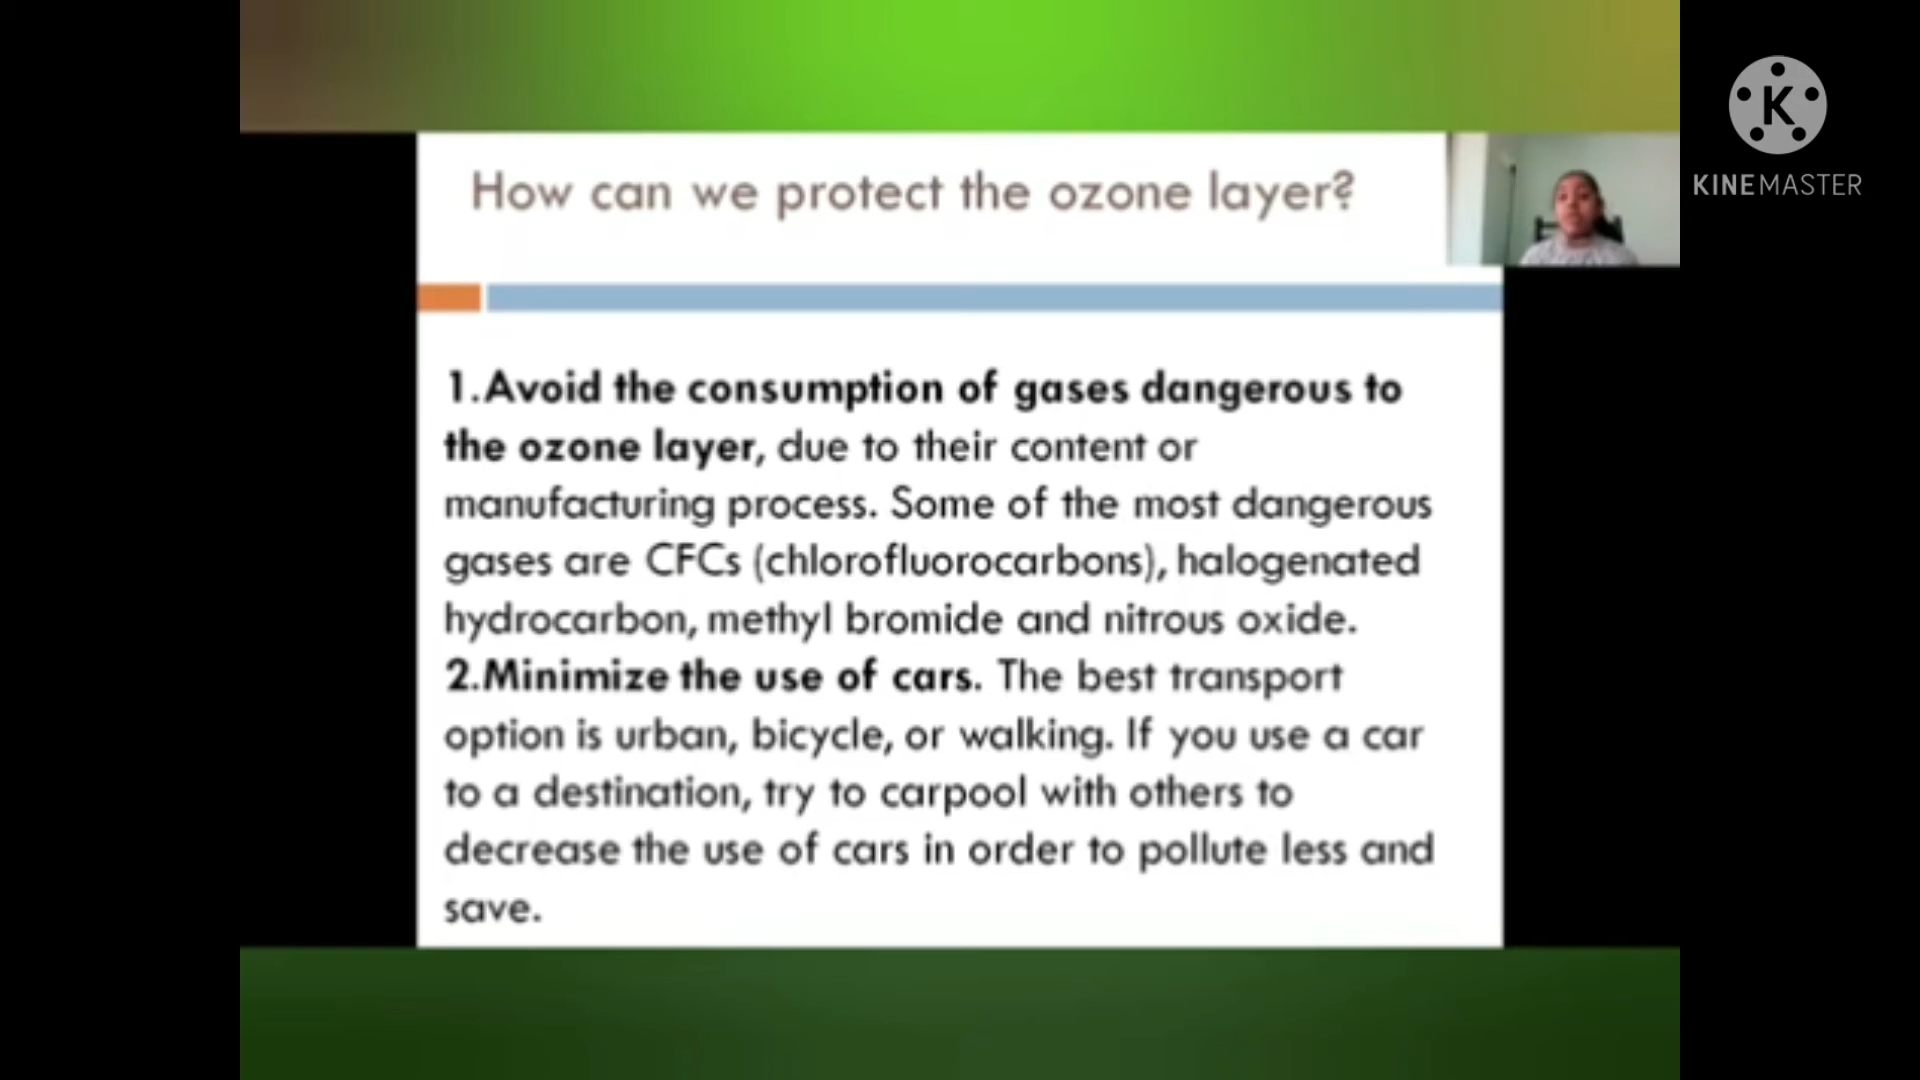 How can we protect the ozone layer?
K
KINEMASTER
1.Avoid the consumption of gases dangerous to
the ozone layer, due to their content or
manufacturing process. Some of the most dangerous
gases are CFCs (chlorofluorocarbons), halogenated
hydrocarbon, methyl bromide and nitrous oxide.
2.Minimize the use of cars. The best transport
option is urban, bicycle, or walking. If you use a car
to a destination, try to carpool with others to
decrease the use of cars in order to pollute less and
save.